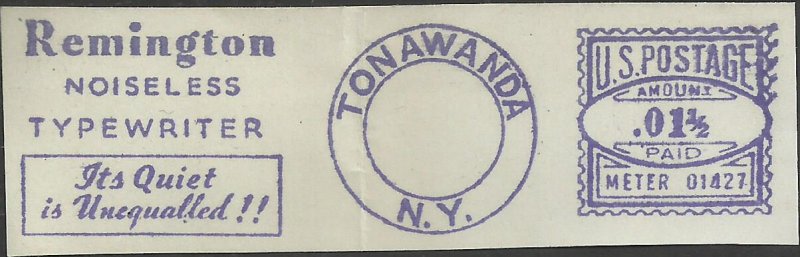 Remington
NOISELESS
TYPEWRITER
Its Quiet
is Unequalled!!
TONAWANDA
N.Y.
U.S. POSTAGE
AMOUNT
.01½
PAID
METER 01427